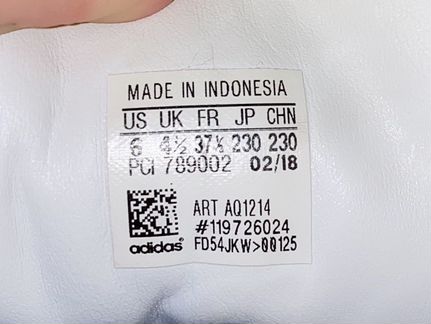 MADE IN INDONESIA
US UK FR JP CHN
6 4½ 37⅓ 230 230
PCI 789002 02/18
ART AQ1214
#119726024
adidas FD54JKW>00125